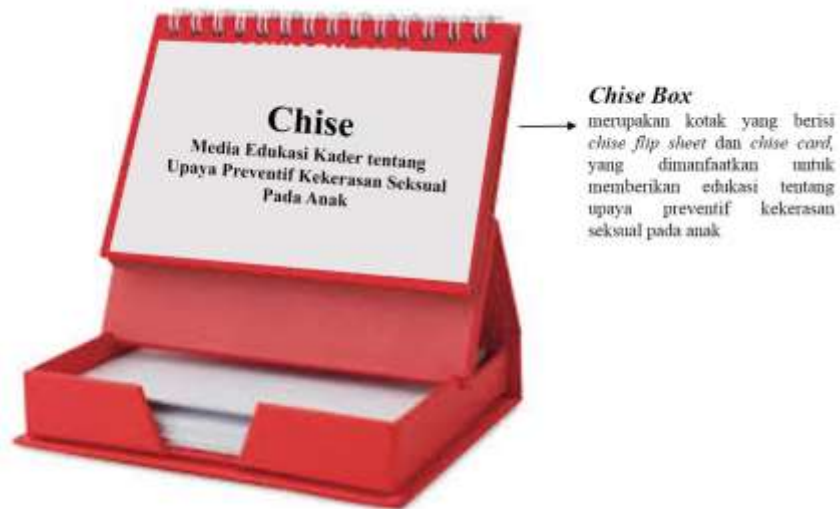 Chise
Media Edukasi Kader tentang
Upaya Preventif Kekerasan Seksual
Pada Anak
Chise Box
merupakan kotak yang berisi
chise flip sheet dan chise card,
yang dimanfaatkan untuk
memberikan edukasi tentang
upaya preventif kekerasan
seksual pada anak